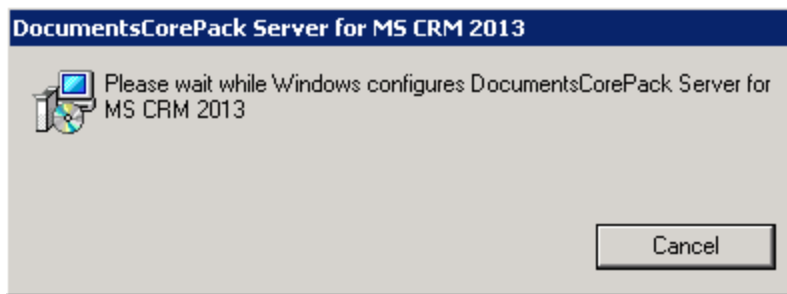 DocumentsCorePack Server for MS CRM 2013
Please wait while Windows configures DocumentsCorePack Server for
MS CRM 2013
Cancel